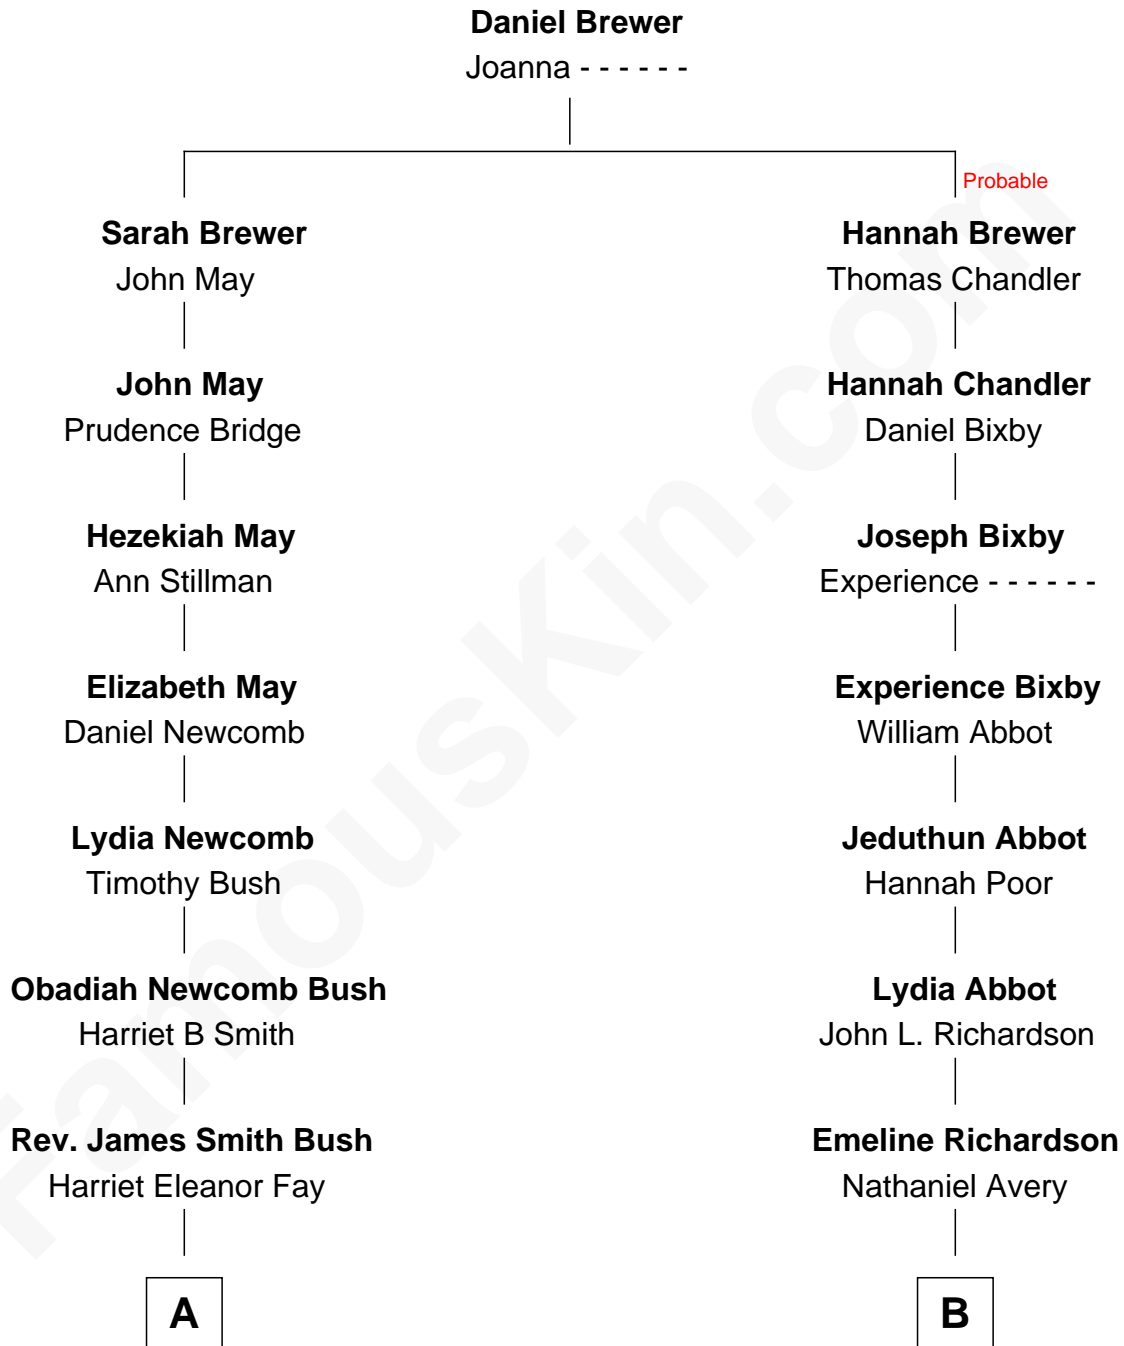 Daniel Brewer
Joanna - - - - - -
Probable
Sarah Brewer
John May
Hannah Brewer
Thomas Chandler
John May
Prudence Bridge
Hannah Chandler
Daniel Bixby
Hezekiah May
Ann Stillman
Joseph Bixby
Experience - - - - - -
Elizabeth May
Daniel Newcomb
Experience Bixby
William Abbot
Lydia Newcomb
Timothy Bush
Jeduthun Abbot
Hannah Poor
Obadiah Newcomb Bush
Harriet B Smith
Lydia Abbot
John L. Richardson
Rev. James Smith Bush
Harriet Eleanor Fay
Emeline Richardson
Nathaniel Avery
A
B
FamousKin.com